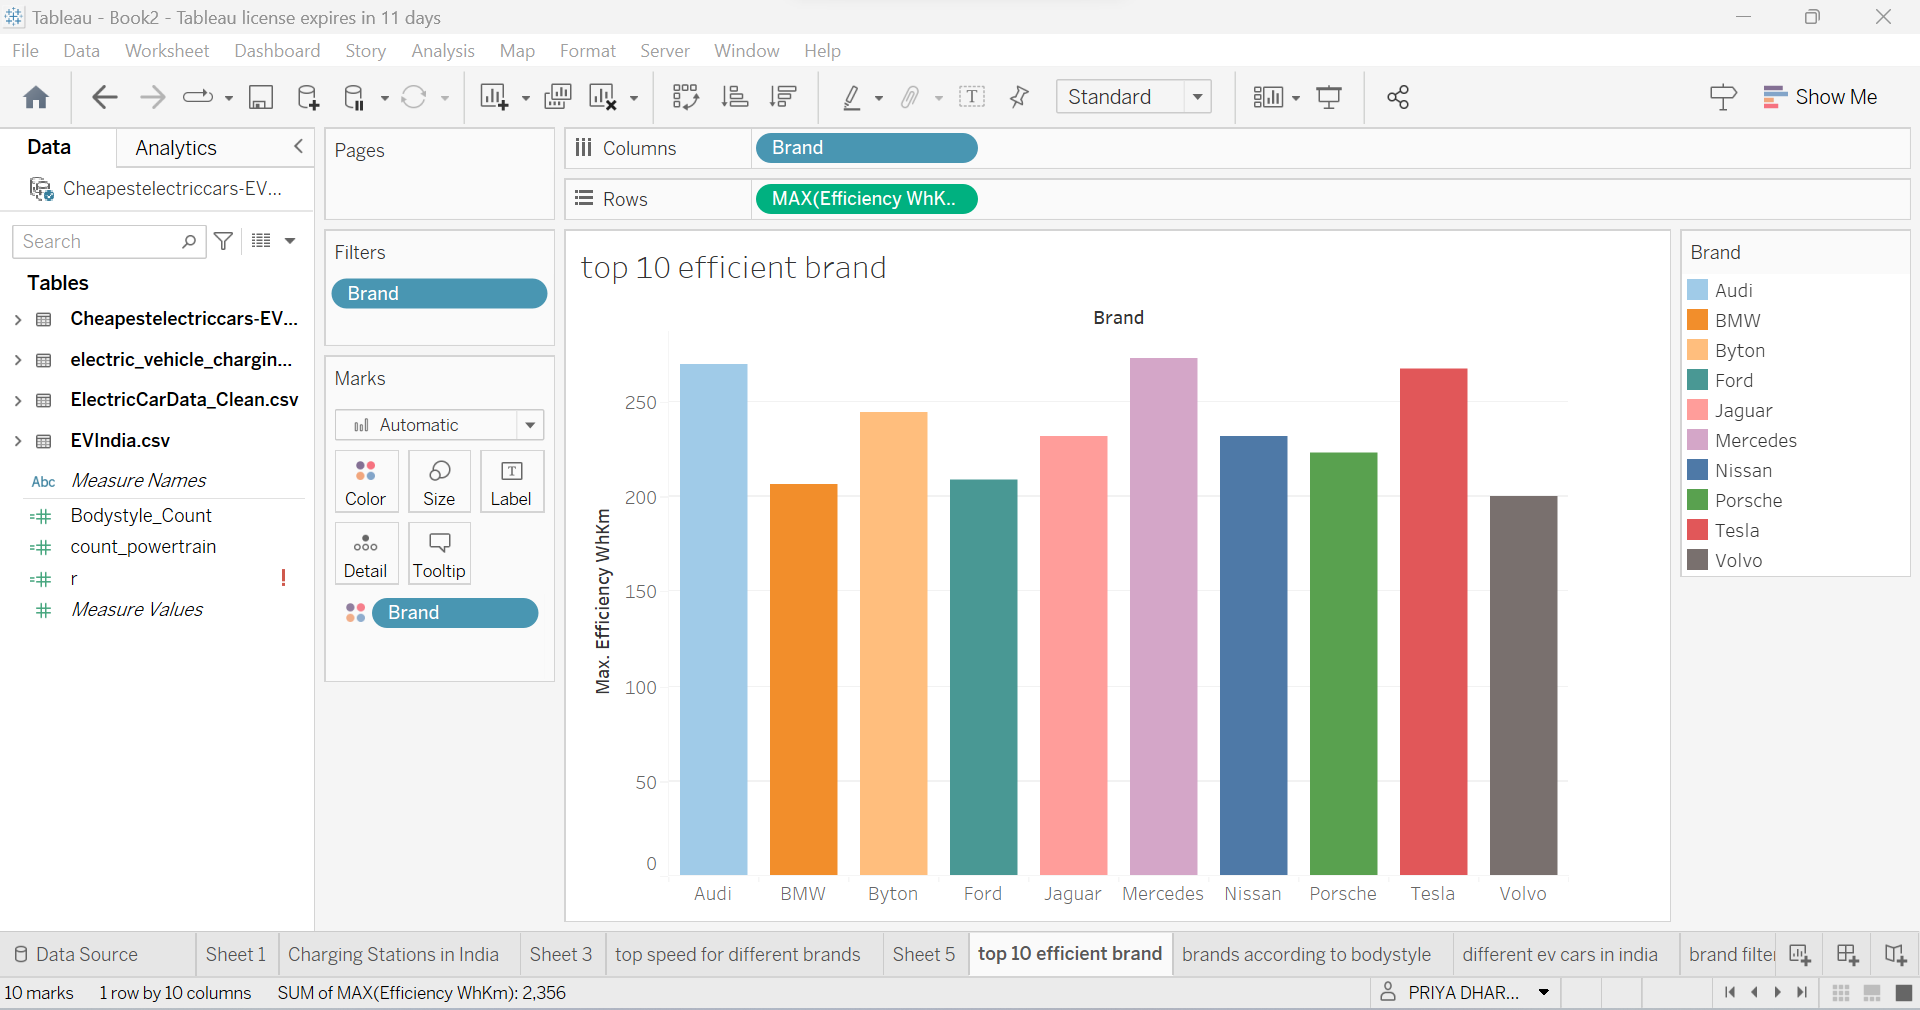 Tableau - Book2 - Tableau license expires in 11 days
File Data Worksheet Dashboard Story Analysis Map Format Server Window Help
Standard
Show Me
Data
Analytics
Cheapestelectriccars-EV...
Search
Tables
Cheapestelectriccars-EV...
electric_vehicle_chargin...
ElectricCarData_Clean.csv
EVIndia.csv
Abc Measure Names
Bodystyle_Count
count_powertrain
r !
Measure Values
Pages
Filters
Brand
Marks
Automatic
Color Size Label
Detail Tooltip
Brand
Columns Brand
Rows MAX(Efficiency WhK..
top 10 efficient brand
Brand
Max. Efficiency WhKm
250
200
150
100
50
0
Audi BMW Byton Ford Jaguar Mercedes Nissan Porsche Tesla Volvo
Brand
Audi
BMW
Byton
Ford
Jaguar
Mercedes
Nissan
Porsche
Tesla
Volvo
Data Source Sheet 1 Charging Stations in India Sheet 3 top speed for different brands Sheet 5 top 10 efficient brand brands according to bodystyle different ev cars in india brand filte
10 marks 1 row by 10 columns SUM of MAX(Efficiency WhKm): 2,356 PRIYA DHAR...